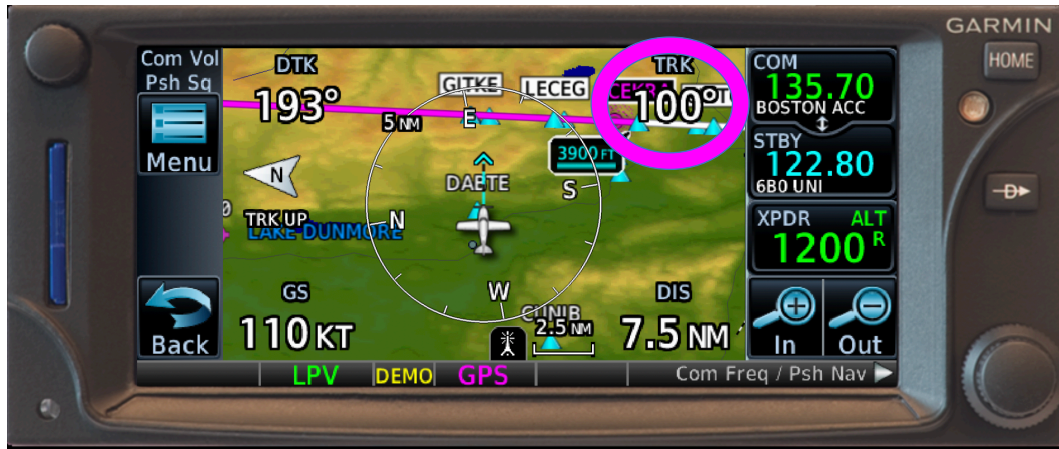 GARMIN
Com Vol
Psh Sq
Menu
Back
DTK
193°
GITKE
LECEG
TRK
100°
5 NM
E
3900 FT
DAETE
S
N
TRK UP
N
LAKE DUNMORE
W
GS
110 KT
CUNIB
2.5 NM
DIS
7.5 NM
COM
135.70
BOSTON ACC
STBY
122.80
6B0 UNI
XPDR ALT
1200 R
In Out
LPV DEMO GPS Com Freq / Psh Nav
HOME
D